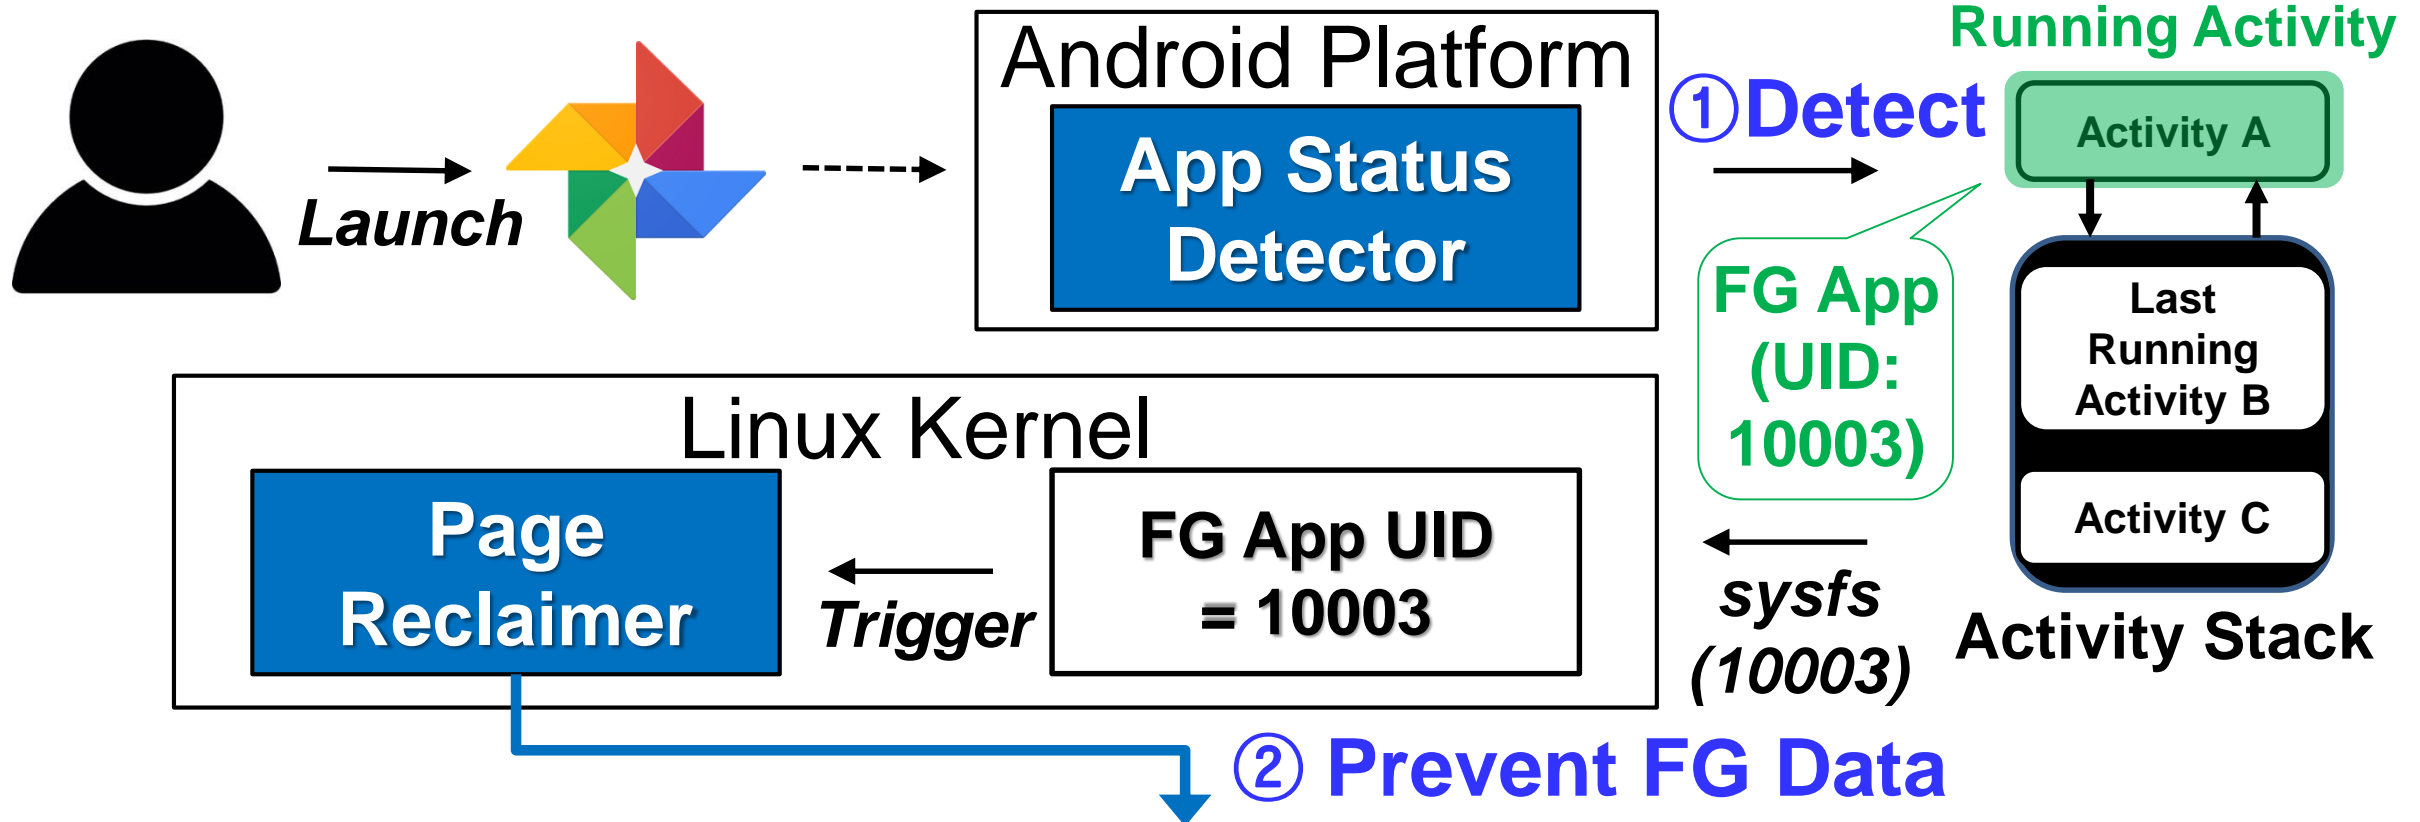 Launch
Android Platform
App Status
Detector
①Detect
Running Activity
Activity A
FG App
(UID:
10003)
Last
Running
Activity B
Activity C
Activity Stack
sysfs
(10003)
Linux Kernel
FG App UID
= 10003
Trigger
Page
Reclaimer
② Prevent FG Data